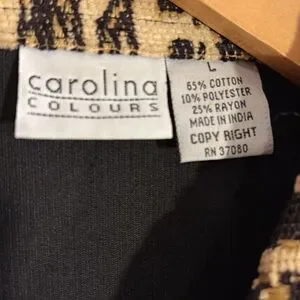 carolina
COLOURS
L
65% COTTON
10% POLYESTER
25% RAYON
MADE IN INDIA
COPY RIGHT
RN 37080